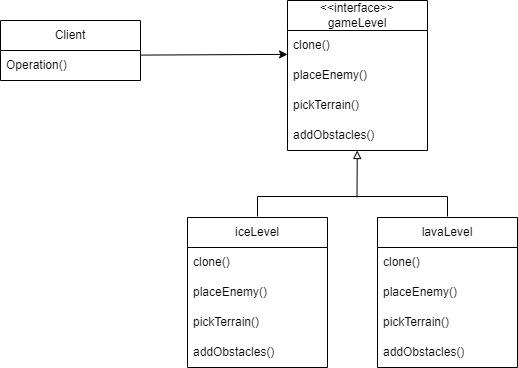 <<interface>>
gameLevel
clone()
placeEnemy()
pickTerrain()
addObstacles()
Client
Operation()
iceLevel
clone()
placeEnemy()
pickTerrain()
addObstacles()
lavaLevel
clone()
placeEnemy()
pickTerrain()
addObstacles()